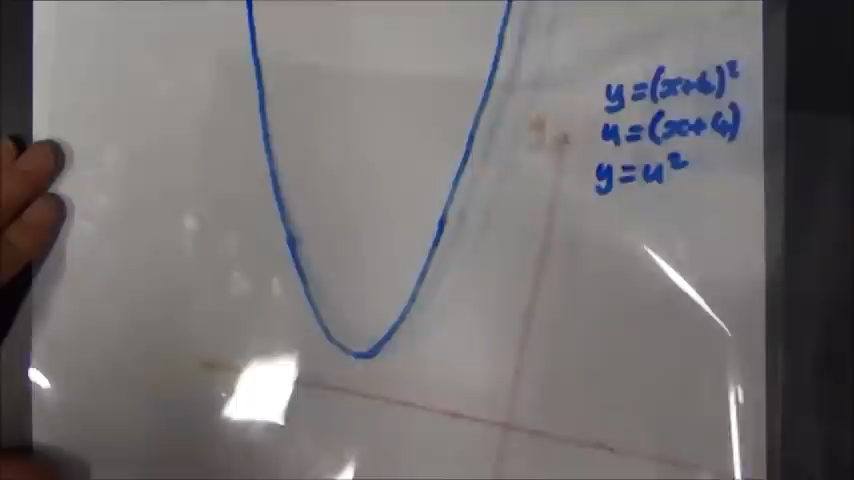 y=(x+4)²
u=(x+4)
y=u²
y